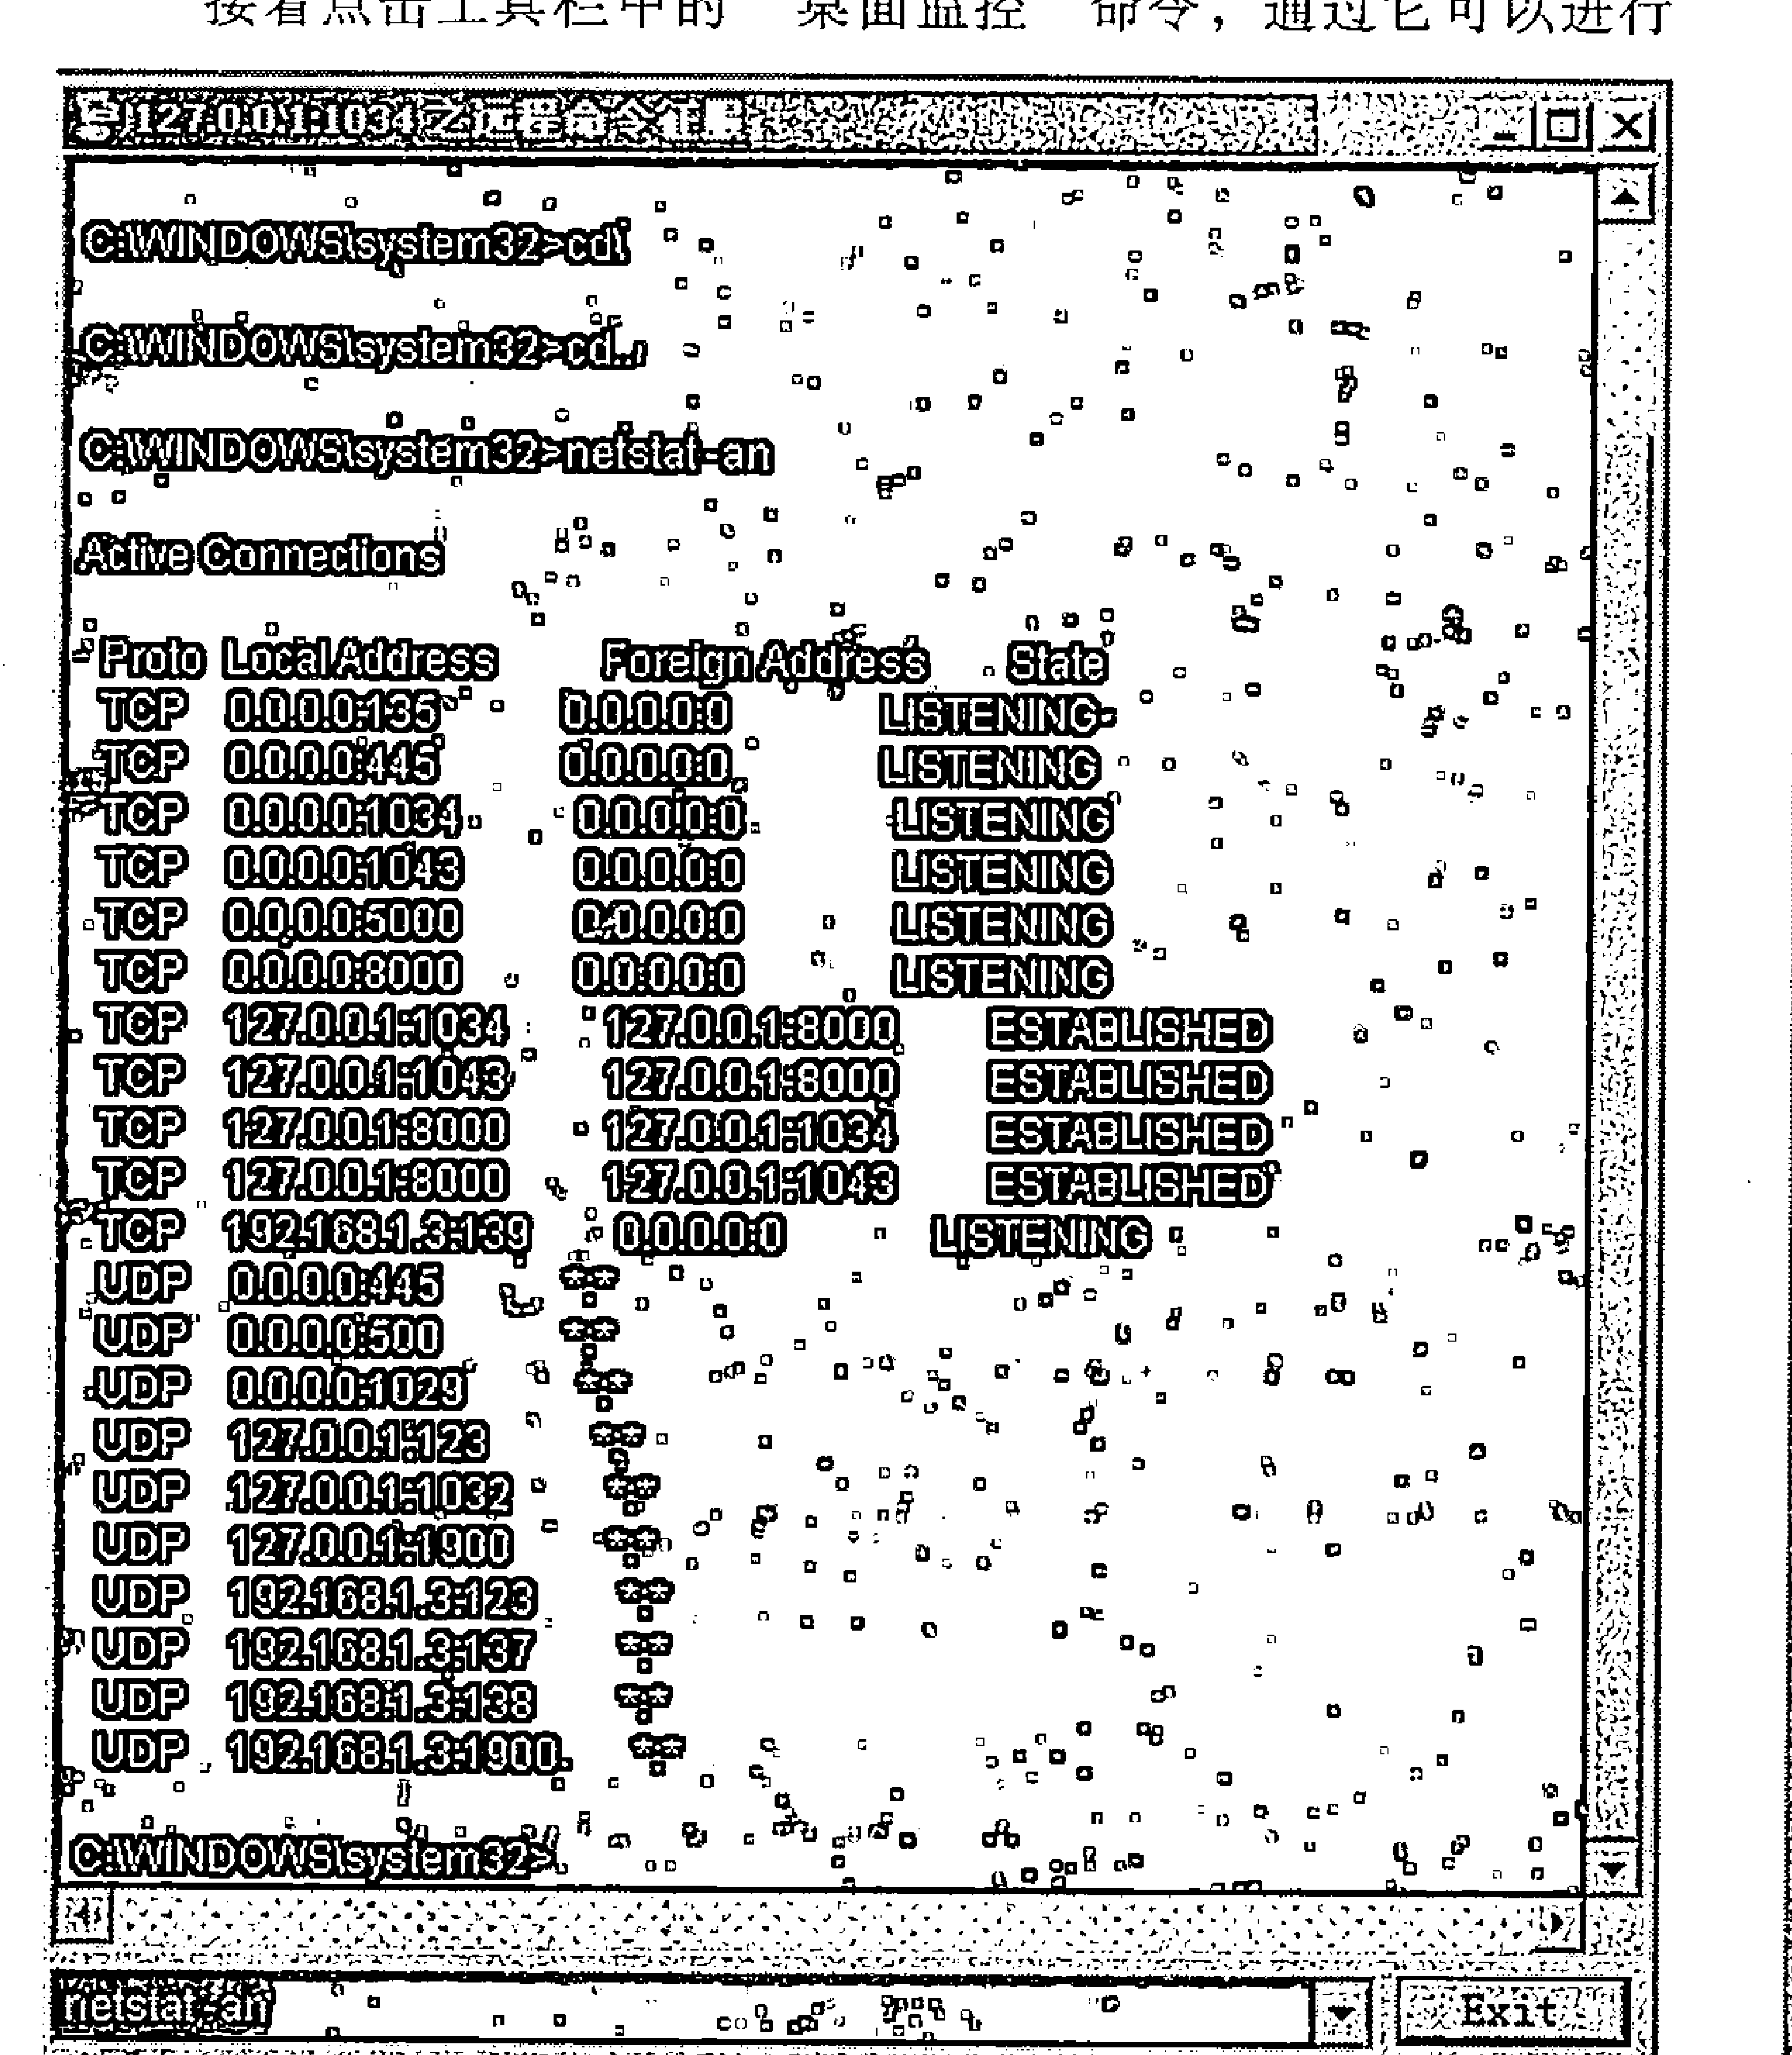 接着点击工具栏中的 桌面监控 命令，通过它可以进行
号127.0.0.1:1034之远程命令
C:\WINDOWS\system32>cd\
C:\WINDOWS\system32>cd..
C:\WINDOWS\system32>netstat-an
Active Connections
Proto Local Address Foreign Address State
TCP 0.0.0.0:135 0.0.0.0:0 LISTENING
TCP 0.0.0.0:445 0.0.0.0:0 LISTENING
TCP 0.0.0.0:1034 0.0.0.0:0 LISTENING
TCP 0.0.0.0:1043 0.0.0.0:0 LISTENING
TCP 0.0.0.0:5000 0.0.0.0:0 LISTENING
TCP 0.0.0.0:8000 0.0.0.0:0 LISTENING
TCP 127.0.0.1:1034 127.0.0.1:8000 ESTABLISHED
TCP 127.0.0.1:1043 127.0.0.1:8000 ESTABLISHED
TCP 127.0.0.1:8000 127.0.0.1:1034 ESTABLISHED
TCP 127.0.0.1:8000 127.0.0.1:1043 ESTABLISHED
TCP 192.168.1.3:139 0.0.0.0:0 LISTENING
UDP 0.0.0.0:445 *:*
UDP 0.0.0.0:500 *:*
UDP 0.0.0.0:1029 *:*
UDP 127.0.0.1:123 *:*
UDP 127.0.0.1:1032 *:*
UDP 127.0.0.1:1900 *:*
UDP 192.168.1.3:123 *:*
UDP 192.168.1.3:137 *:*
UDP 192.168.1.3:138 *:*
UDP 192.168.1.3:1900 *:*
C:\WINDOWS\system32>
netstat-an
Exit